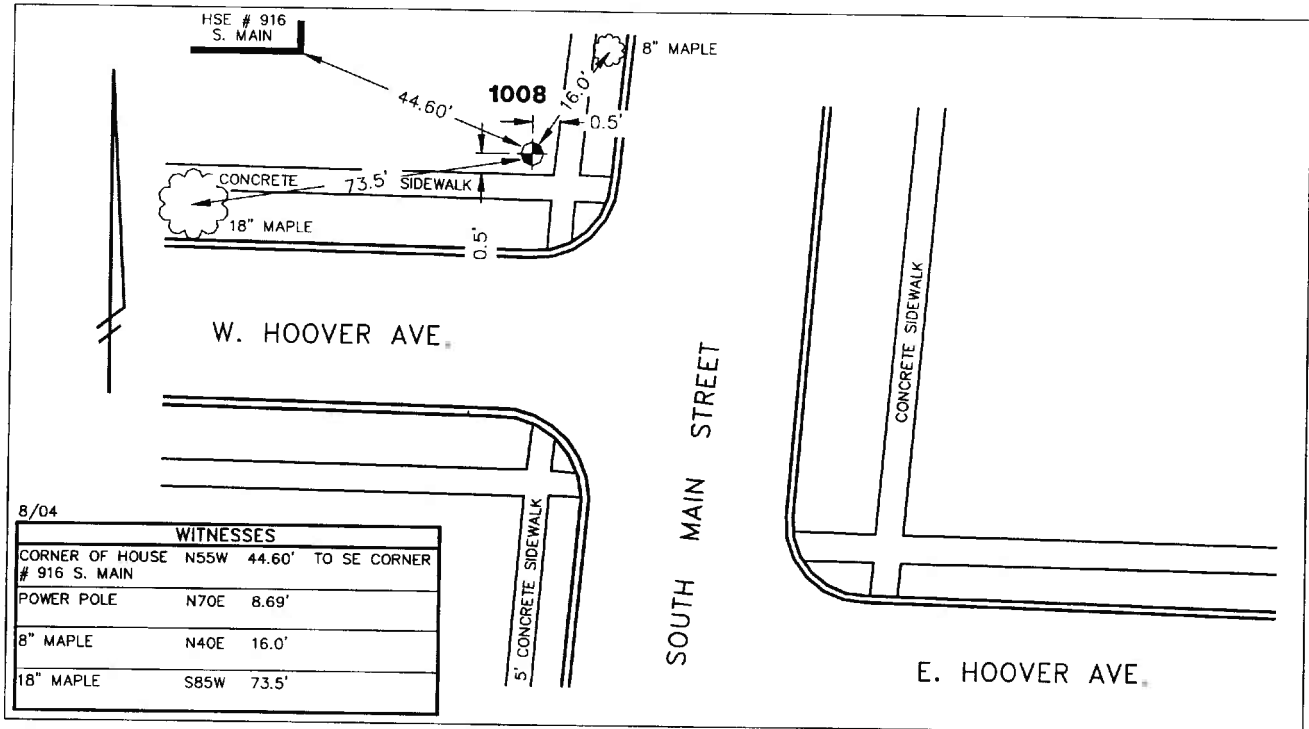 HSE # 916
S. MAIN
8" MAPLE
44.60'
1008
16.0'
0.5'
CONCRETE 73.5' SIDEWALK
18" MAPLE
0.5'
W. HOOVER AVE.
SOUTH MAIN STREET
CONCRETE SIDEWALK
5' CONCRETE SIDEWALK
E. HOOVER AVE.
8/04
WITNESSES
CORNER OF HOUSE N55W 44.60' TO SE CORNER
# 916 S. MAIN
POWER POLE N70E 8.69'
8" MAPLE N40E 16.0'
18" MAPLE S85W 73.5'